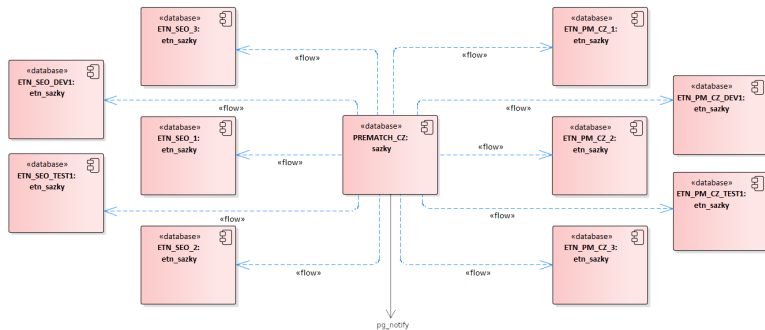 «database»
ETN_SEO_3:
etn_sazky
«database»
ETN_PM_CZ_1:
etn_sazky
«flow»
«flow»
«database»
ETN_SEO_DEV1:
etn_sazky
«database»
ETN_PM_CZ_DEV1:
etn_sazky
«flow»
«flow»
«database»
ETN_SEO_1:
etn_sazky
«database»
PREMATCH_CZ:
sazky
«database»
ETN_PM_CZ_2:
etn_sazky
«flow»
«flow»
«database»
ETN_SEO_TEST1:
etn_sazky
«database»
ETN_PM_CZ_TEST1:
etn_sazky
«flow»
«flow»
«database»
ETN_SEO_2:
etn_sazky
«database»
ETN_PM_CZ_3:
etn_sazky
«flow»
«flow»
pg_notify